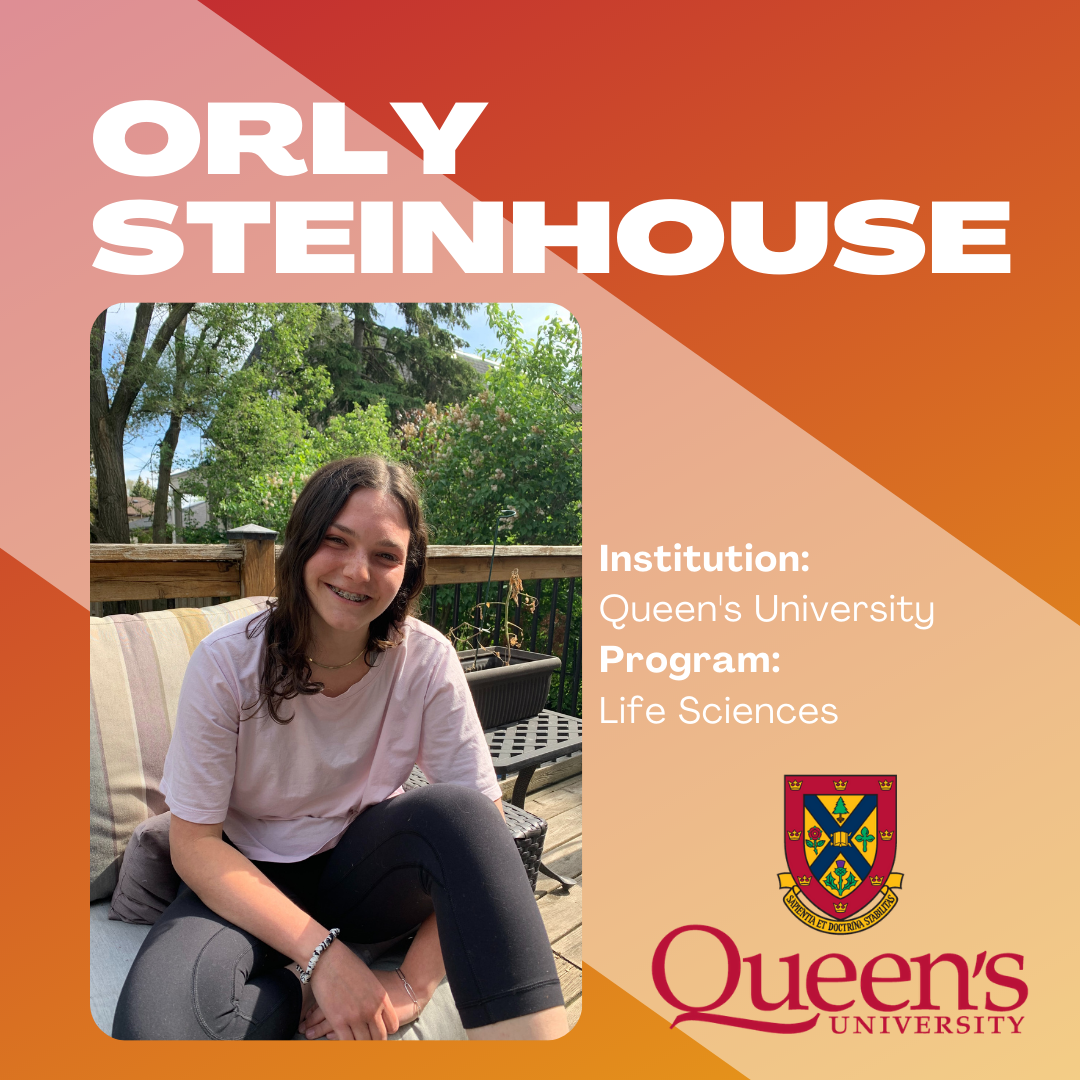 ORLY
STEINHOUSE
Institution:
Queen's University
Program:
Life Sciences
SAPIENTIA ET DOCTRINA STABILITAS
Queen's
UNIVERSITY